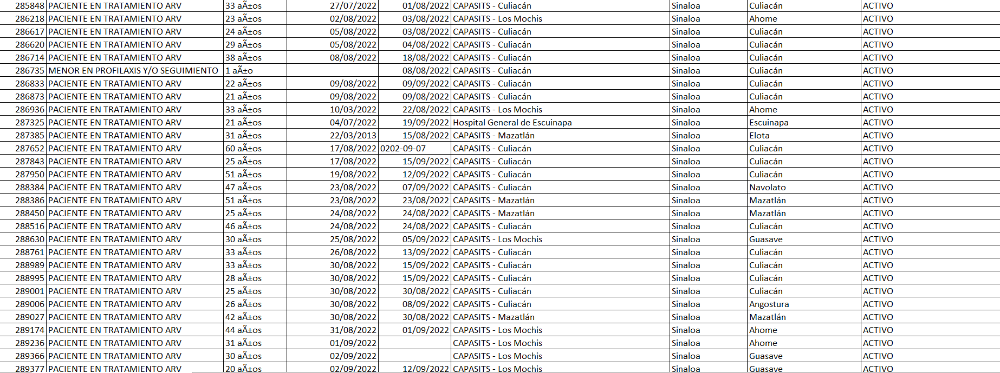 285848 PACIENTE EN TRATAMIENTO ARV 33 aÃ±os 27/07/2022 01/08/2022 CAPASITS - Culiacán Sinaloa Culiacán ACTIVO
286218 PACIENTE EN TRATAMIENTO ARV 23 aÃ±os 02/08/2022 03/08/2022 CAPASITS - Los Mochis Sinaloa Ahome ACTIVO
286617 PACIENTE EN TRATAMIENTO ARV 24 aÃ±os 05/08/2022 03/08/2022 CAPASITS - Culiacán Sinaloa Culiacán ACTIVO
286620 PACIENTE EN TRATAMIENTO ARV 29 aÃ±os 05/08/2022 04/08/2022 CAPASITS - Culiacán Sinaloa Culiacán ACTIVO
286714 PACIENTE EN TRATAMIENTO ARV 38 aÃ±os 08/08/2022 18/08/2022 CAPASITS - Culiacán Sinaloa Culiacán ACTIVO
286735 MENOR EN PROFILAXIS Y/O SEGUIMIENTO 1 aÃ±o 08/08/2022 CAPASITS - Culiacán Sinaloa Culiacán ACTIVO
286833 PACIENTE EN TRATAMIENTO ARV 22 aÃ±os 09/08/2022 09/09/2022 CAPASITS - Culiacán Sinaloa Culiacán ACTIVO
286873 PACIENTE EN TRATAMIENTO ARV 21 aÃ±os 09/08/2022 09/08/2022 CAPASITS - Culiacán Sinaloa Culiacán ACTIVO
286936 PACIENTE EN TRATAMIENTO ARV 33 aÃ±os 10/03/2022 22/08/2022 CAPASITS - Los Mochis Sinaloa Ahome ACTIVO
287325 PACIENTE EN TRATAMIENTO ARV 21 aÃ±os 04/07/2022 19/09/2022 Hospital General de Escuinapa Sinaloa Escuinapa ACTIVO
287385 PACIENTE EN TRATAMIENTO ARV 31 aÃ±os 22/03/2013 15/08/2022 CAPASITS - Mazatlán Sinaloa Elota ACTIVO
287652 PACIENTE EN TRATAMIENTO ARV 60 aÃ±os 17/08/2022 0202-09-07 CAPASITS - Culiacán Sinaloa Culiacán ACTIVO
287843 PACIENTE EN TRATAMIENTO ARV 25 aÃ±os 17/08/2022 15/09/2022 CAPASITS - Culiacán Sinaloa Culiacán ACTIVO
287950 PACIENTE EN TRATAMIENTO ARV 51 aÃ±os 19/08/2022 12/09/2022 CAPASITS - Culiacán Sinaloa Culiacán ACTIVO
288384 PACIENTE EN TRATAMIENTO ARV 47 aÃ±os 23/08/2022 07/09/2022 CAPASITS - Culiacán Sinaloa Navolato ACTIVO
288386 PACIENTE EN TRATAMIENTO ARV 51 aÃ±os 23/08/2022 23/08/2022 CAPASITS - Mazatlán Sinaloa Mazatlán ACTIVO
288450 PACIENTE EN TRATAMIENTO ARV 25 aÃ±os 24/08/2022 24/08/2022 CAPASITS - Mazatlán Sinaloa Mazatlán ACTIVO
288516 PACIENTE EN TRATAMIENTO ARV 46 aÃ±os 24/08/2022 24/08/2022 CAPASITS - Culiacán Sinaloa Culiacán ACTIVO
288630 PACIENTE EN TRATAMIENTO ARV 30 aÃ±os 25/08/2022 05/09/2022 CAPASITS - Los Mochis Sinaloa Guasave ACTIVO
288761 PACIENTE EN TRATAMIENTO ARV 33 aÃ±os 26/08/2022 13/09/2022 CAPASITS - Culiacán Sinaloa Culiacán ACTIVO
288989 PACIENTE EN TRATAMIENTO ARV 33 aÃ±os 30/08/2022 15/09/2022 CAPASITS - Culiacán Sinaloa Culiacán ACTIVO
288995 PACIENTE EN TRATAMIENTO ARV 28 aÃ±os 30/08/2022 15/09/2022 CAPASITS - Culiacán Sinaloa Culiacán ACTIVO
289001 PACIENTE EN TRATAMIENTO ARV 25 aÃ±os 30/08/2022 30/08/2022 CAPASITS - Culiacán Sinaloa Culiacán ACTIVO
289006 PACIENTE EN TRATAMIENTO ARV 26 aÃ±os 30/08/2022 08/09/2022 CAPASITS - Culiacán Sinaloa Angostura ACTIVO
289027 PACIENTE EN TRATAMIENTO ARV 42 aÃ±os 30/08/2022 30/08/2022 CAPASITS - Mazatlán Sinaloa Mazatlán ACTIVO
289174 PACIENTE EN TRATAMIENTO ARV 44 aÃ±os 31/08/2022 01/09/2022 CAPASITS - Los Mochis Sinaloa Ahome ACTIVO
289236 PACIENTE EN TRATAMIENTO ARV 31 aÃ±os 01/09/2022 CAPASITS - Los Mochis Sinaloa Ahome ACTIVO
289366 PACIENTE EN TRATAMIENTO ARV 30 aÃ±os 02/09/2022 CAPASITS - Los Mochis Sinaloa Guasave ACTIVO
289377 PACIENTE EN TRATAMIENTO ARV 20 aÃ±os 02/09/2022 12/09/2022 CAPASITS - Los Mochis Sinaloa Guasave ACTIVO